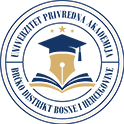 UNIVERZITET PRIVREDNA AKADEMIJA
BRČKO DISTRIKT BOSNE I HERCEGOVINE